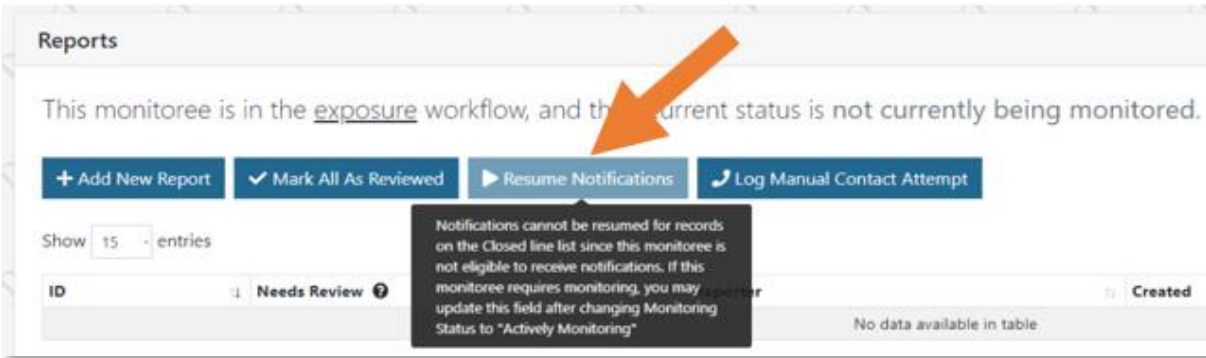 Reports
This monitoree is in the exposure workflow, and th urrent status is not currently being monitored.
+ Add New Report
✓ Mark All As Reviewed
Resume Notifications
Log Manual Contact Attempt
Notifications cannot be resumed for records
on the Closed line list since this monitoree is
not eligible to receive notifications. If this
monitoree requires monitoring, you may
update this field after changing Monitoring
Status to "Actively Monitoring"
Show 15 entries
ID Needs Review Created
No data available in table